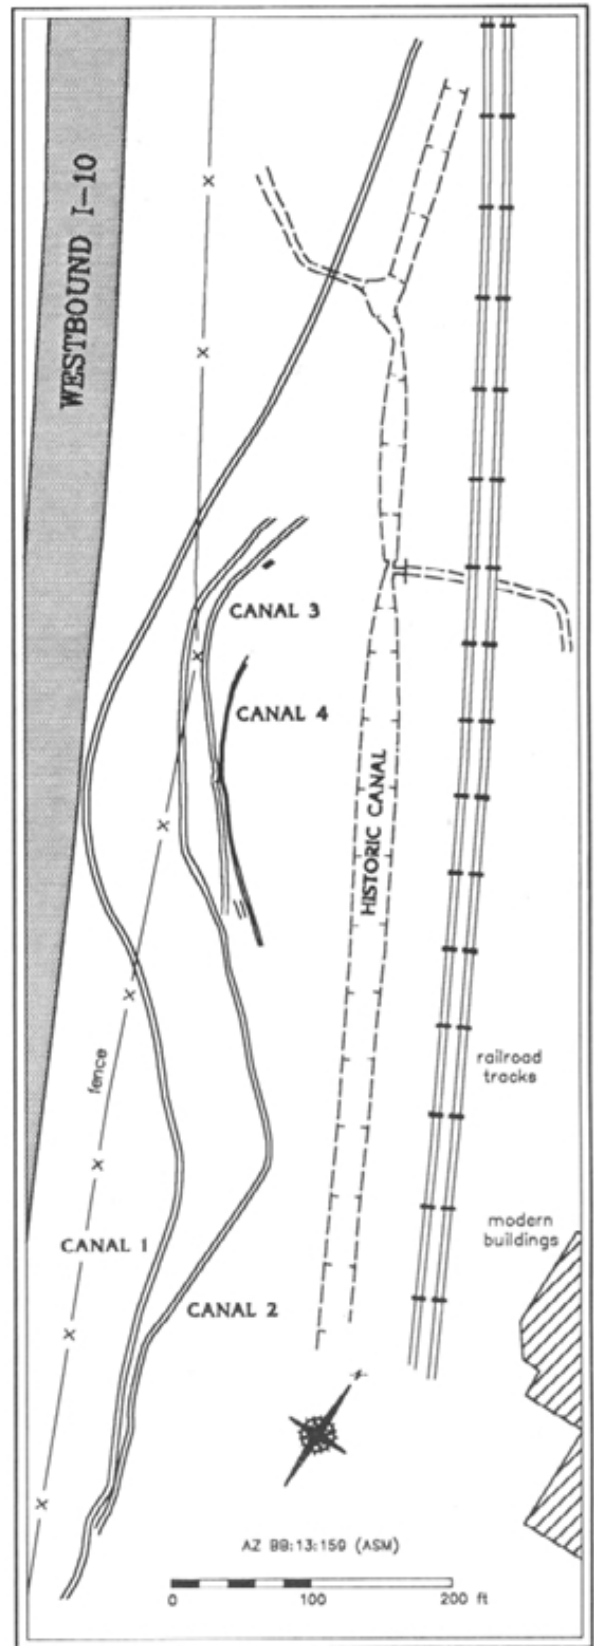 WESTBOUND I-10
CANAL 3
CANAL 4
HISTORIC CANAL
fence
railroad
tracks
CANAL 1
modern
buildings
CANAL 2
N
AZ BB:13:159 (ASM)
0 100 200 ft